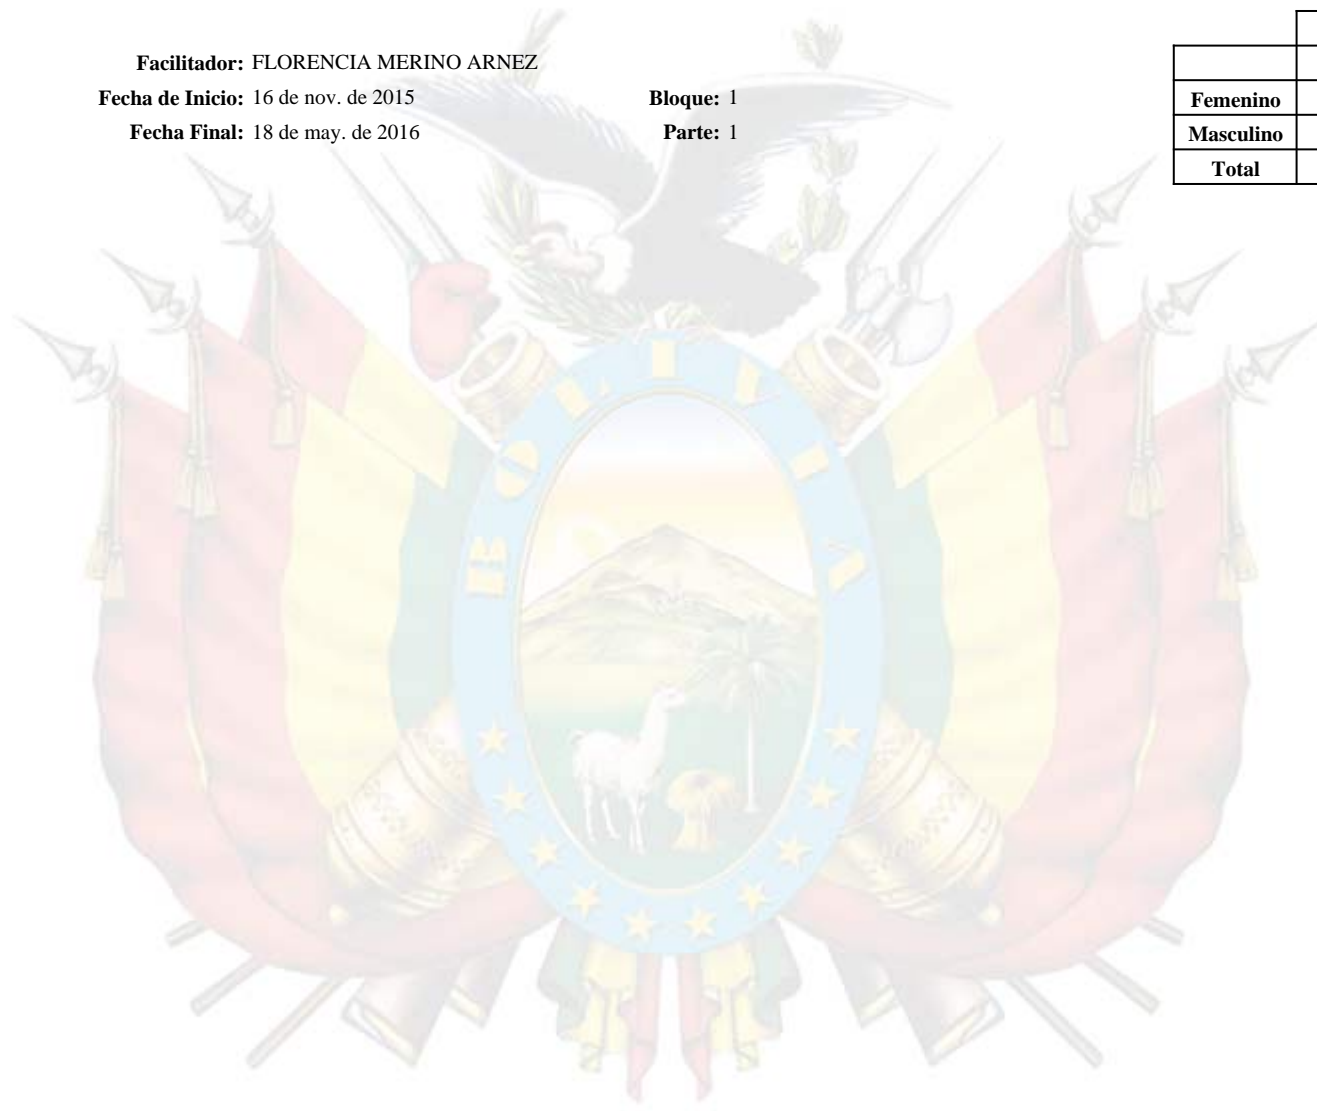 Facilitador: FLORENCIA MERINO ARNEZ
Fecha de Inicio: 16 de nov. de 2015 Bloque: 1
Fecha Final: 18 de may. de 2016 Parte: 1
Femenino
Masculino
Total
BOLIVIA